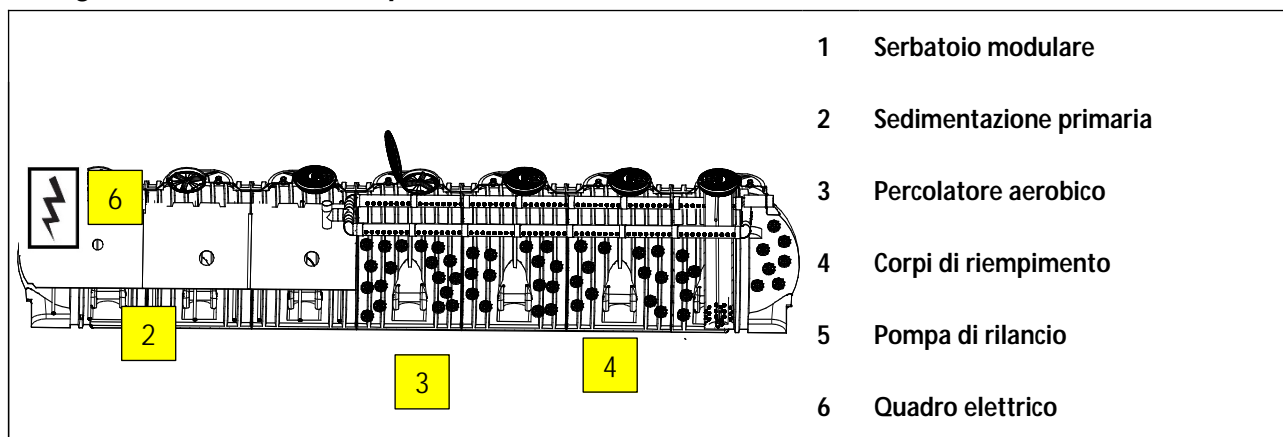 1 Serbatoio modulare
2 Sedimentazione primaria
3 Percolatore aerobico
4 Corpi di riempimento
5 Pompa di rilancio
6 Quadro elettrico
6
2
3
4